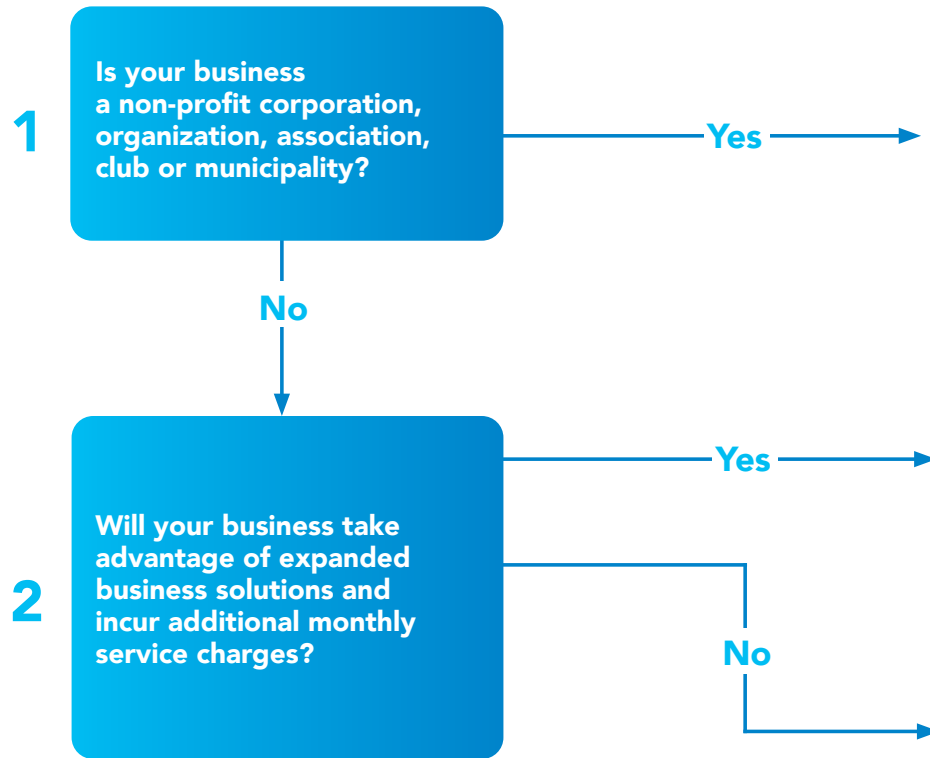 1
Is your business
a non-profit corporation,
organization, association,
club or municipality?
Yes
No
2
Will your business take
advantage of expanded
business solutions and
incur additional monthly
service charges?
Yes
No